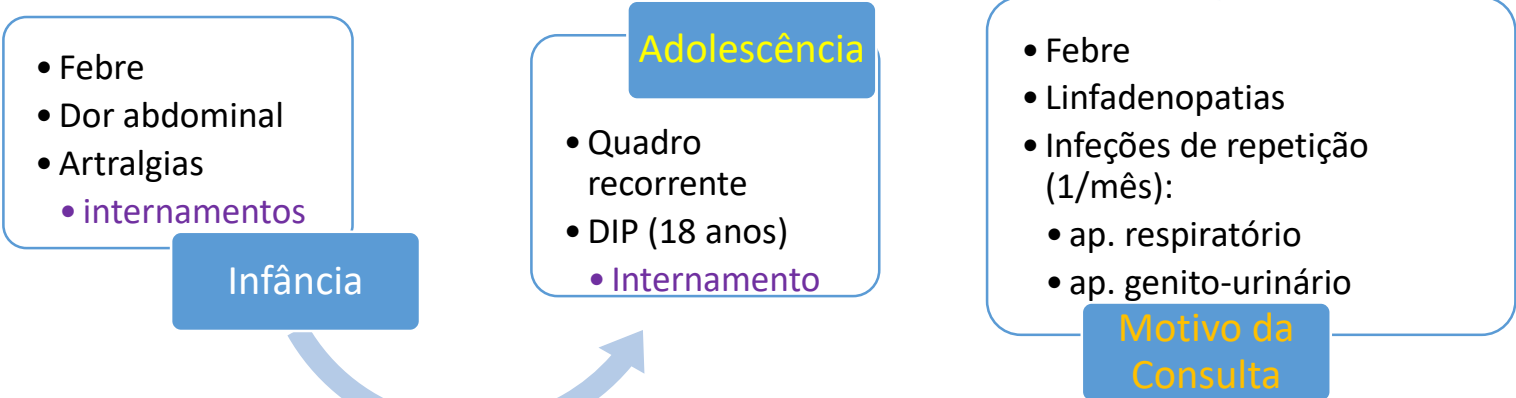 • Febre
• Dor abdominal
• Artralgias
• internamentos
Infância
Adolescência
• Quadro
recorrente
• DIP (18 anos)
• Internamento
• Febre
• Linfadenopatias
• Infeções de repetição
(1/mês):
• ap. respiratório
• ap. genito-urinário
Motivo da
Consulta